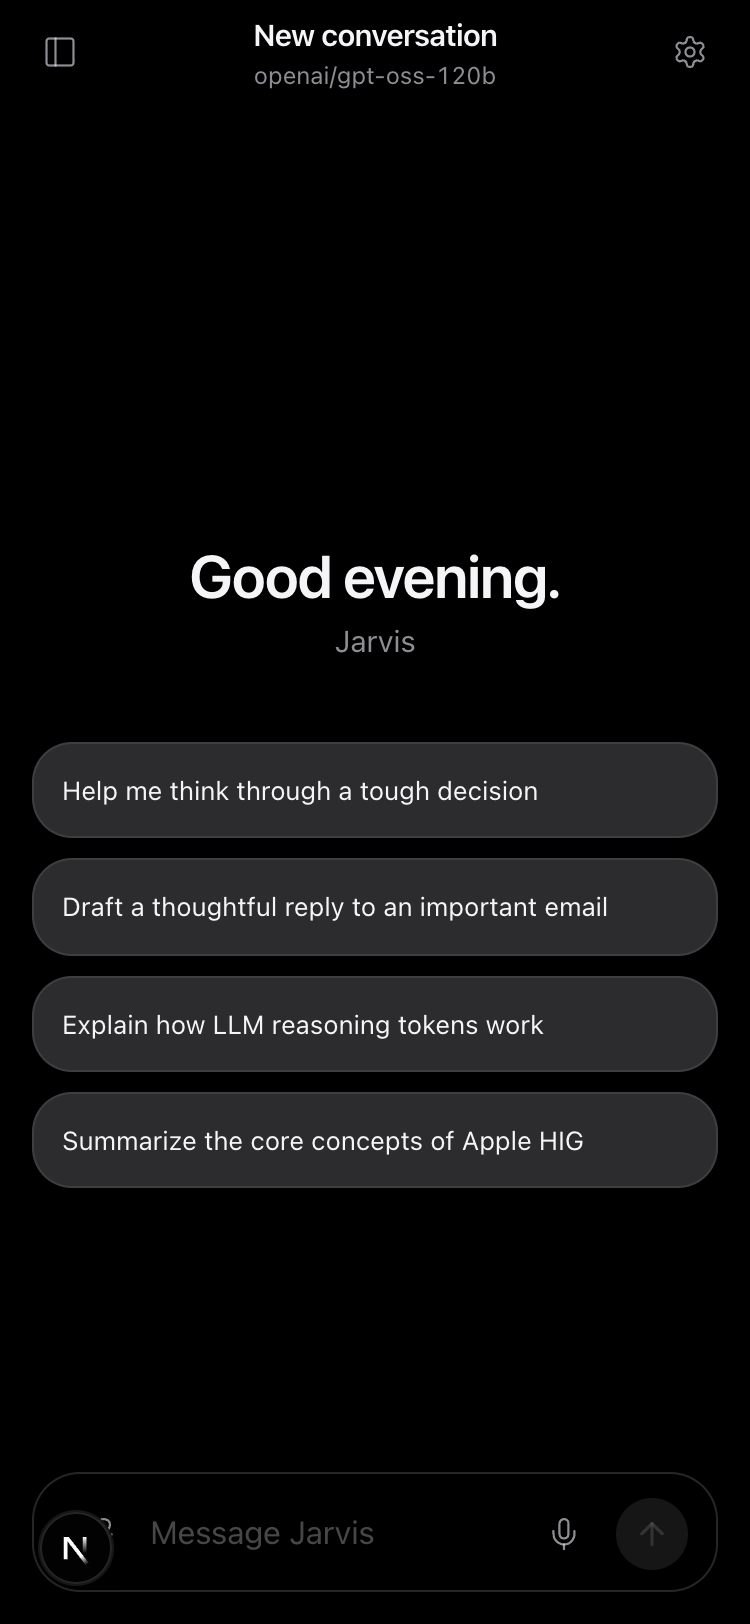 New conversation
openai/gpt-oss-120b
Good evening.
Jarvis
Help me think through a tough decision
Draft a thoughtful reply to an important email
Explain how LLM reasoning tokens work
Summarize the core concepts of Apple HIG
Message Jarvis
N